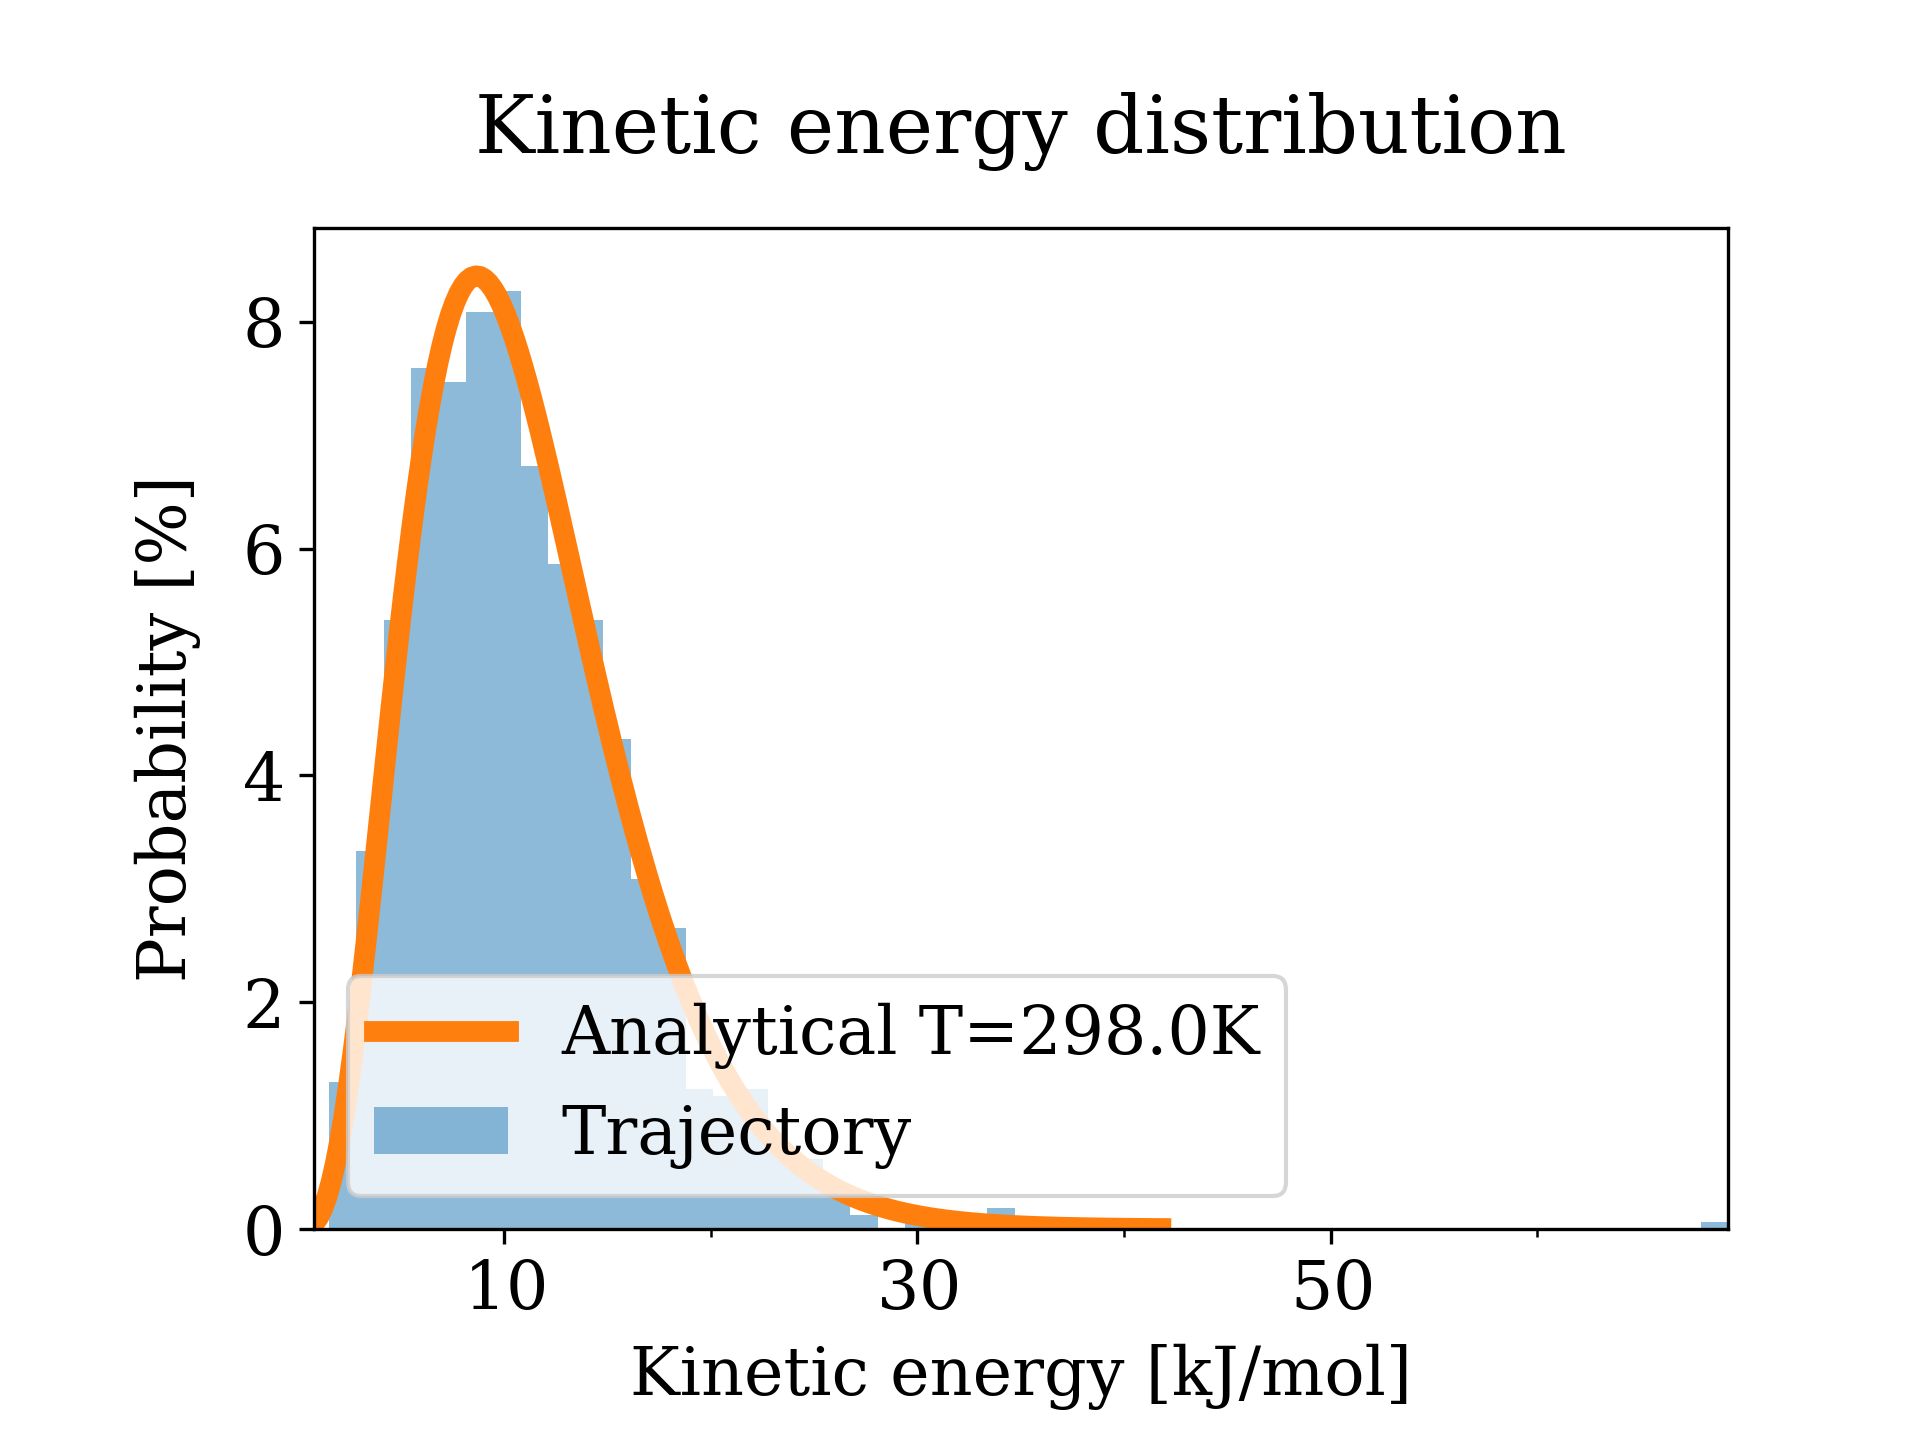 Kinetic energy distribution
8
6
4
2
0
Probability [%]
Analytical T=298.0K
Trajectory
10 30 50
Kinetic energy [kJ/mol]